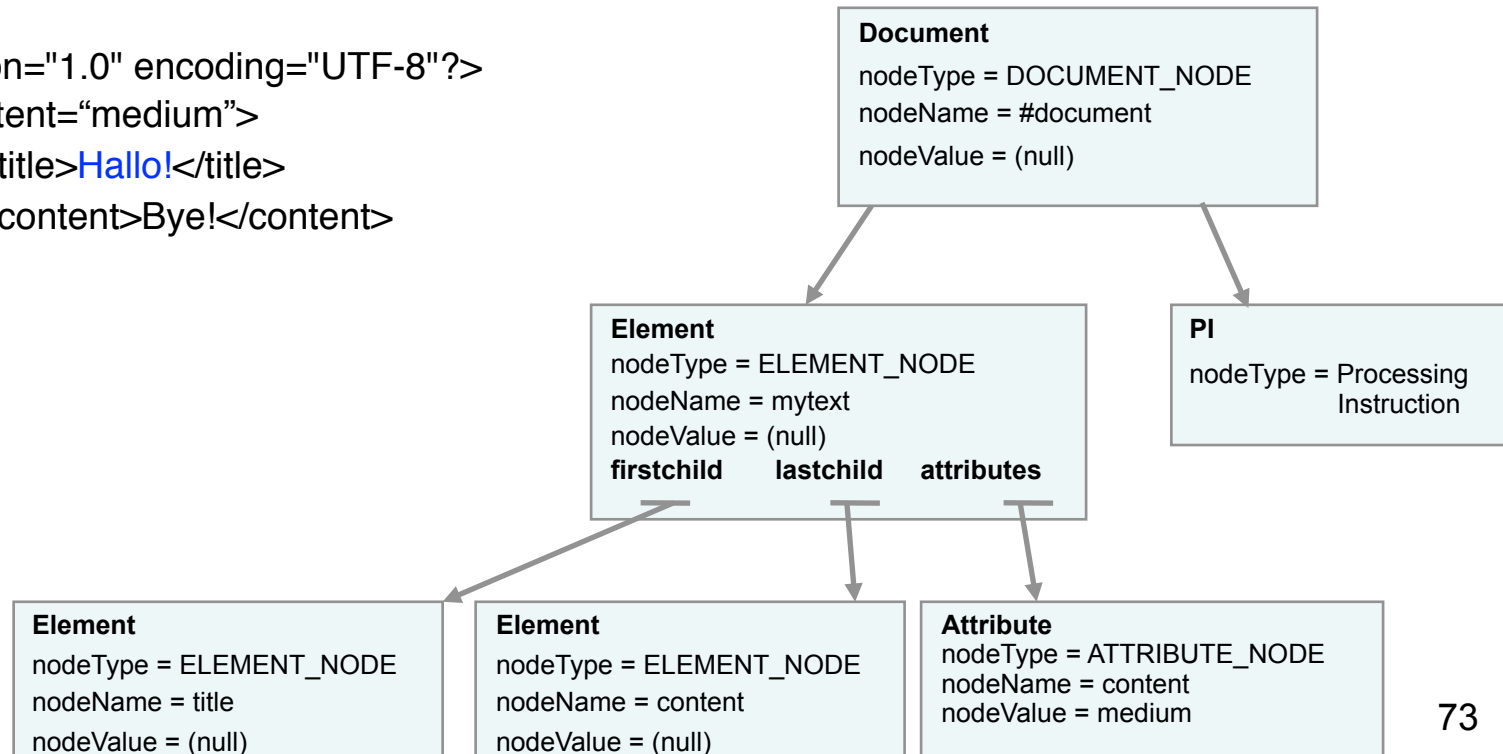 on="1.0" encoding="UTF-8"?>
tent=“medium”>
title>Hallo!</title>
content>Bye!</content>
Document
nodeType = DOCUMENT_NODE
nodeName = #document
nodeValue = (null)
Element
nodeType = ELEMENT_NODE
nodeName = mytext
nodeValue = (null)
firstchild lastchild attributes
PI
nodeType = Processing
Instruction
Element
nodeType = ELEMENT_NODE
nodeName = title
nodeValue = (null)
Element
nodeType = ELEMENT_NODE
nodeName = content
nodeValue = (null)
Attribute
nodeType = ATTRIBUTE_NODE
nodeName = content
nodeValue = medium
73